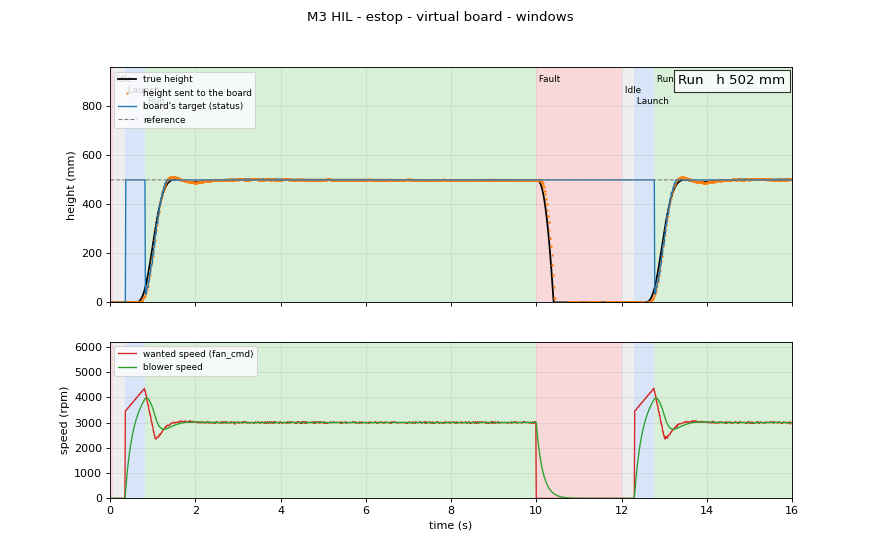 M3 HIL - estop - virtual board - windows
true height
height sent to the board
board's target (status)
reference
Fault
Idle
Launch
Run
Run h 502 mm
height (mm)
800
600
400
200
0
wanted speed (fan_cmd)
blower speed
speed (rpm)
6000
5000
4000
3000
2000
1000
0
0 2 4 6 8 10 12 14 16
time (s)